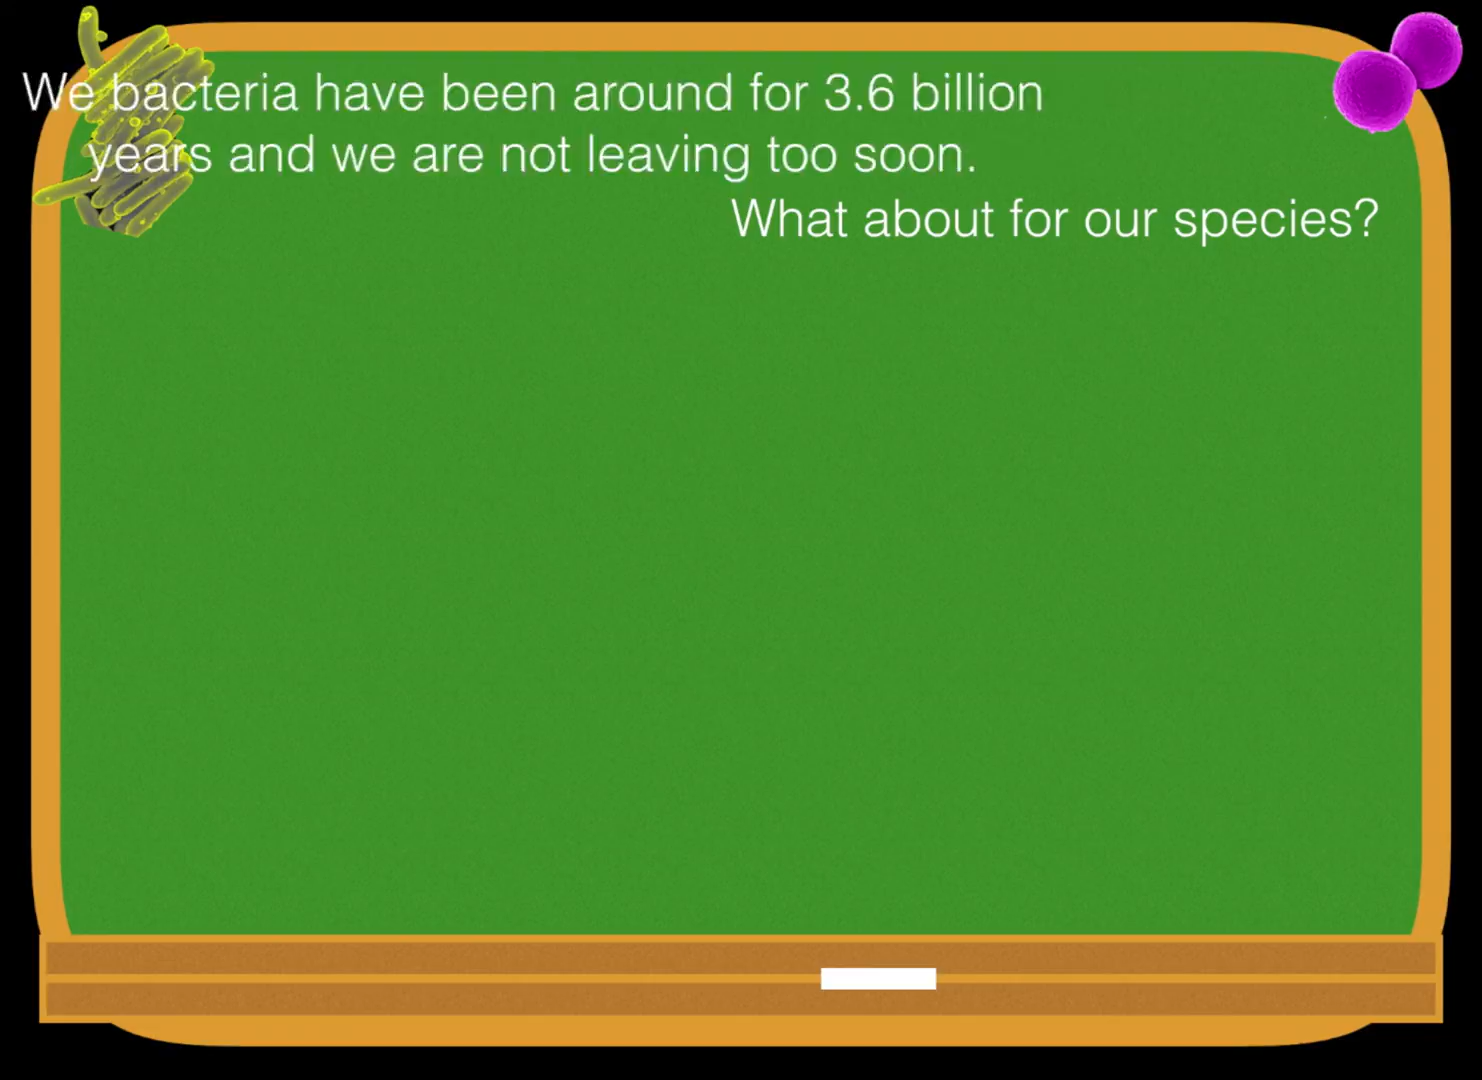 We bacteria have been around for 3.6 billion
years and we are not leaving too soon.
What about for our species?